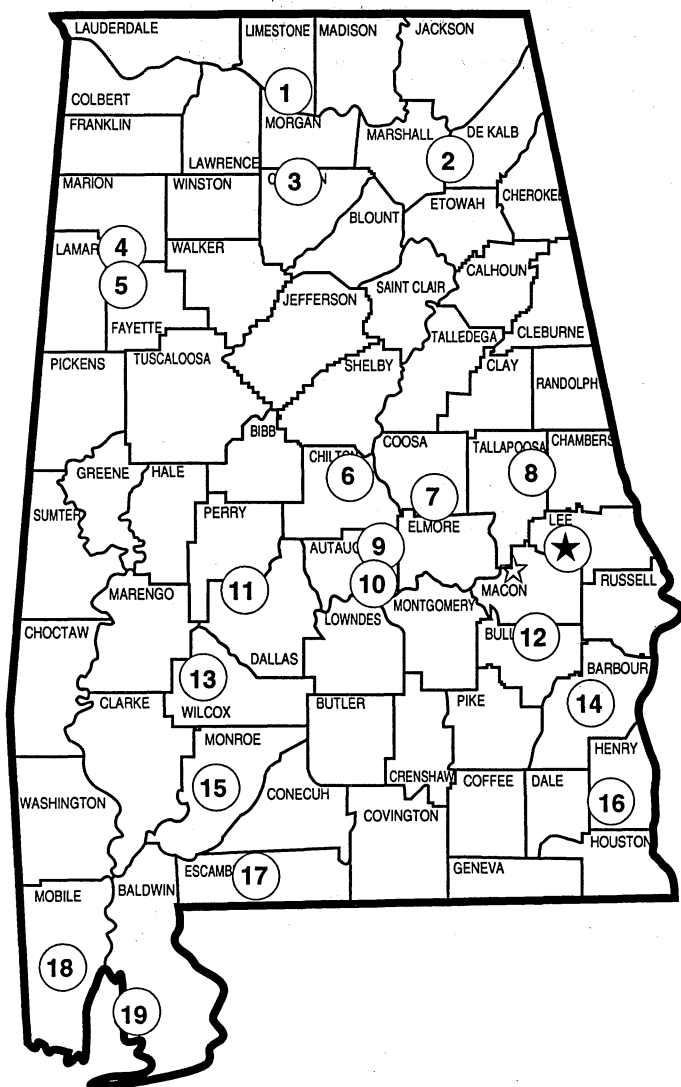 LAUDERDALE
LIMESTONE
MADISON
JACKSON
1
COLBERT
FRANKLIN
MORGAN
MARSHALL
DE KALB
2
LAWRENCE
MARION
WINSTON
3
CHEROKEE
ETOWAH
BLOUNT
LAMAR
4
WALKER
CALHOUN
5
SAINT CLAIR
JEFFERSON
FAYETTE
CLEBURNE
TALLEDEGA
PICKENS
TUSCALOOSA
SHELBY
CLAY
RANDOLPH
BIBB
COOSA
TALLAPOOSA
CHAMBERS
CHILTON
6
GREENE
HALE
8
7
PERRY
SUMTER
ELMORE
LEE
AUTAUG
9
RUSSELL
10
11
MARENGO
MACON
MONTGOMERY
LOWNDES
CHOCTAW
BUL
12
DALLAS
BARBOUR
13
CLARKE
BUTLER
PIKE
14
WILCOX
MONROE
HENRY
CRENSHAW
COFFEE
DALE
15
CONECUH
16
WASHINGTON
COVINGTON
HOUSTON
ESCAMB
17
GENEVA
MOBILE
BALDWIN
18
19